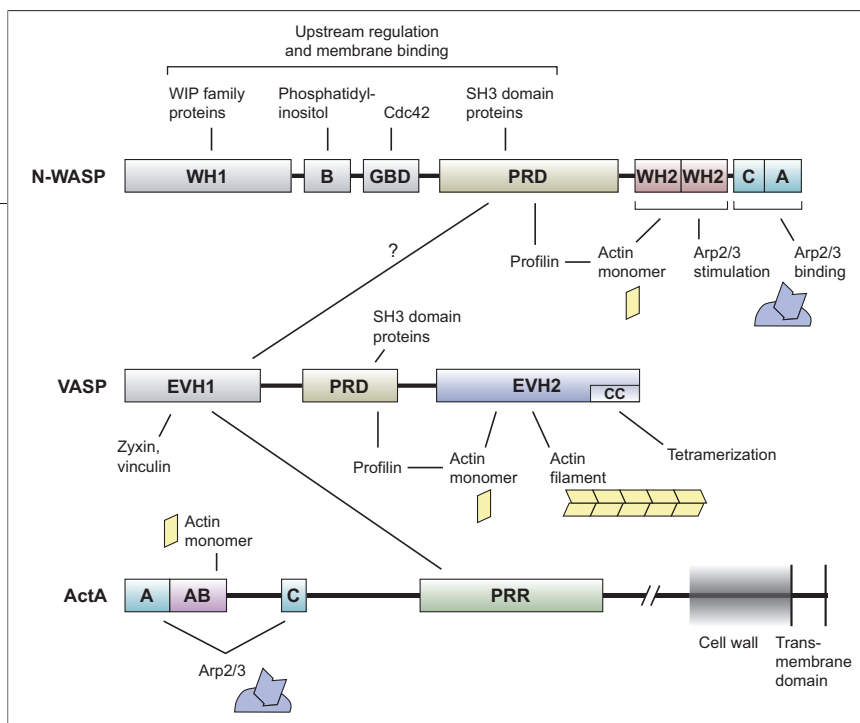 Upstream regulation
and membrane binding
WIP family
proteins
Phosphatidyl-
inositol
Cdc42
SH3 domain
proteins
N-WASP
WH1
B
GBD
PRD
WH2
WH2
C
A
?
Profilin
Actin
monomer
Arp2/3
stimulation
Arp2/3
binding
SH3 domain
proteins
VASP
EVH1
PRD
EVH2
CC
Zyxin,
vinculin
Profilin
Actin
monomer
Actin
filament
Tetramerization
Actin
monomer
ActA
A
AB
C
PRR
Arp2/3
Cell wall
Trans-
membrane
domain